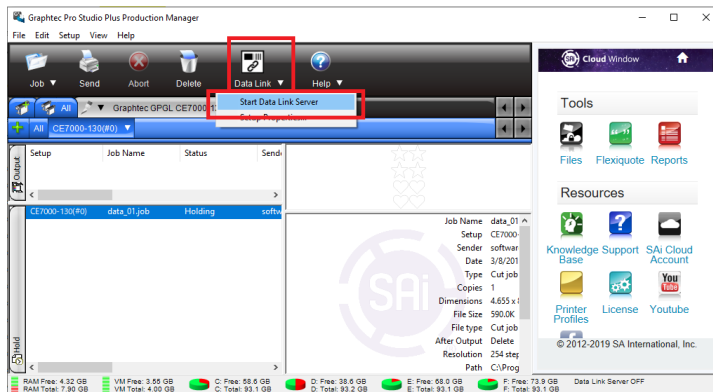 Graphtec Pro Studio Plus Production Manager
File Edit Setup View Help
Job Send Abort Delete Data Link Help
All Graphtec GPGL CE7000-1
Start Data Link Server
All CE7000-130(#0)
Output
Setup Job Name Status Sende
CE7000-130(#0) data_01.job Holding softw
Hold
SAi
Job Name data_01
Setup CE7000-
Sender softwar
Date 3/8/201
Type Cut job
Copies 1
Dimensions 4.655 x
File Size 590.0K
File type Cut job
After Output Delete
Resolution 254 step
Path C:\Prog
SAi Cloud Window
Tools
Files Flexiquote Reports
Resources
Knowledge Base Support SAi Cloud Account
You Tube
Printer Profiles License Youtube
© 2012-2019 SA International, Inc.
RAM Free: 4.32 GB VM Free: 3.55 GB C: Free: 58.6 GB D: Free: 38.6 GB E: Free: 68.0 GB F: Free: 73.9 GB Data Link Server OFF
RAM Total: 7.90 GB VM Total: 4.00 GB C: Total: 93.1 GB D: Total: 93.2 GB E: Total: 93.1 GB F: Total: 93.1 GB